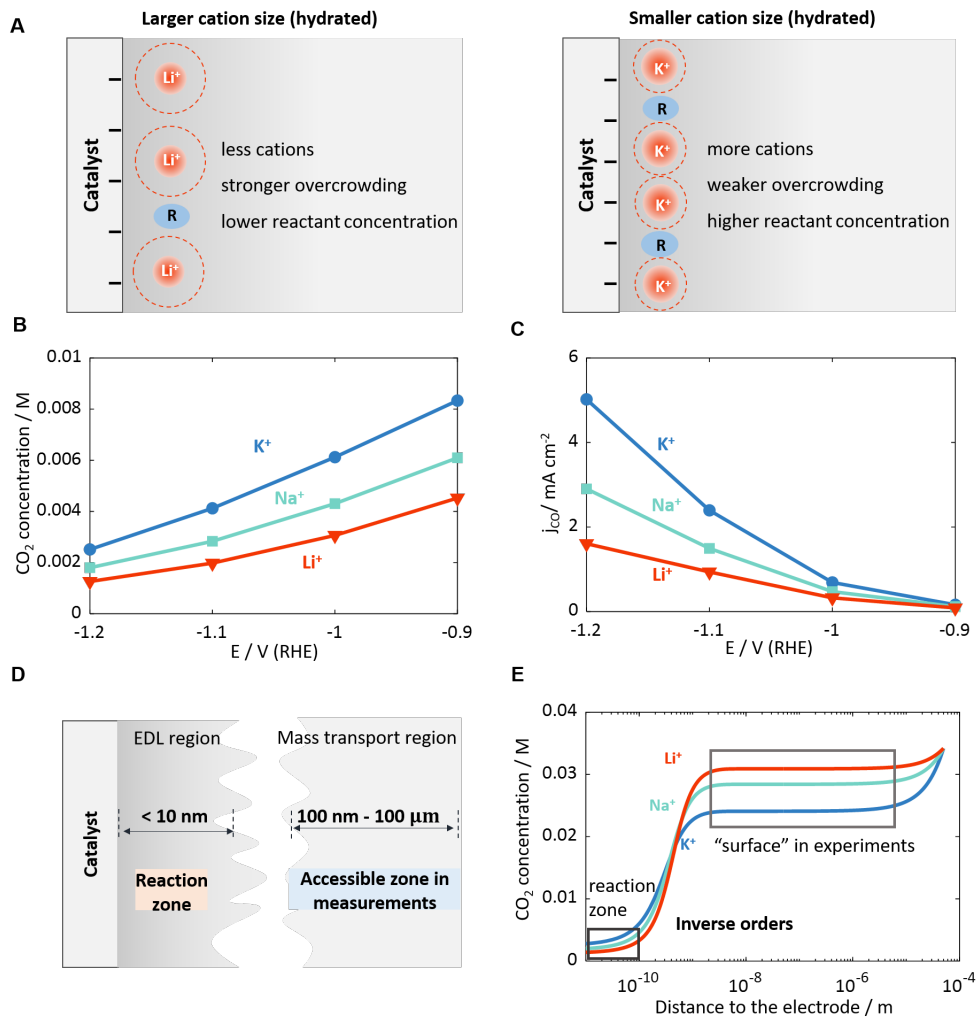 A
Larger cation size (hydrated)
Smaller cation size (hydrated)
Catalyst
Li⁺
Li⁺
R
Li⁺
less cations
stronger overcrowding
lower reactant concentration
Catalyst
K⁺
R
K⁺
K⁺
R
K⁺
more cations
weaker overcrowding
higher reactant concentration
B
CO₂ concentration / M
0.01
0.008
0.006
0.004
0.002
0
K⁺
Na⁺
Li⁺
-1.2
-1.1
-1
-0.9
E / V (RHE)
C
j_CO/ mA cm⁻²
6
4
2
0
K⁺
Na⁺
Li⁺
-1.2
-1.1
-1
-0.9
E / V (RHE)
D
Catalyst
EDL region
Mass transport region
< 10 nm
100 nm - 100 μm
Reaction
zone
Accessible zone in
measurements
E
CO₂ concentration / M
0.04
0.03
0.02
0.01
0
Li⁺
Na⁺
K⁺
"surface" in experiments
reaction
zone
Inverse orders
10⁻¹⁰
10⁻⁸
10⁻⁶
10⁻⁴
Distance to the electrode / m